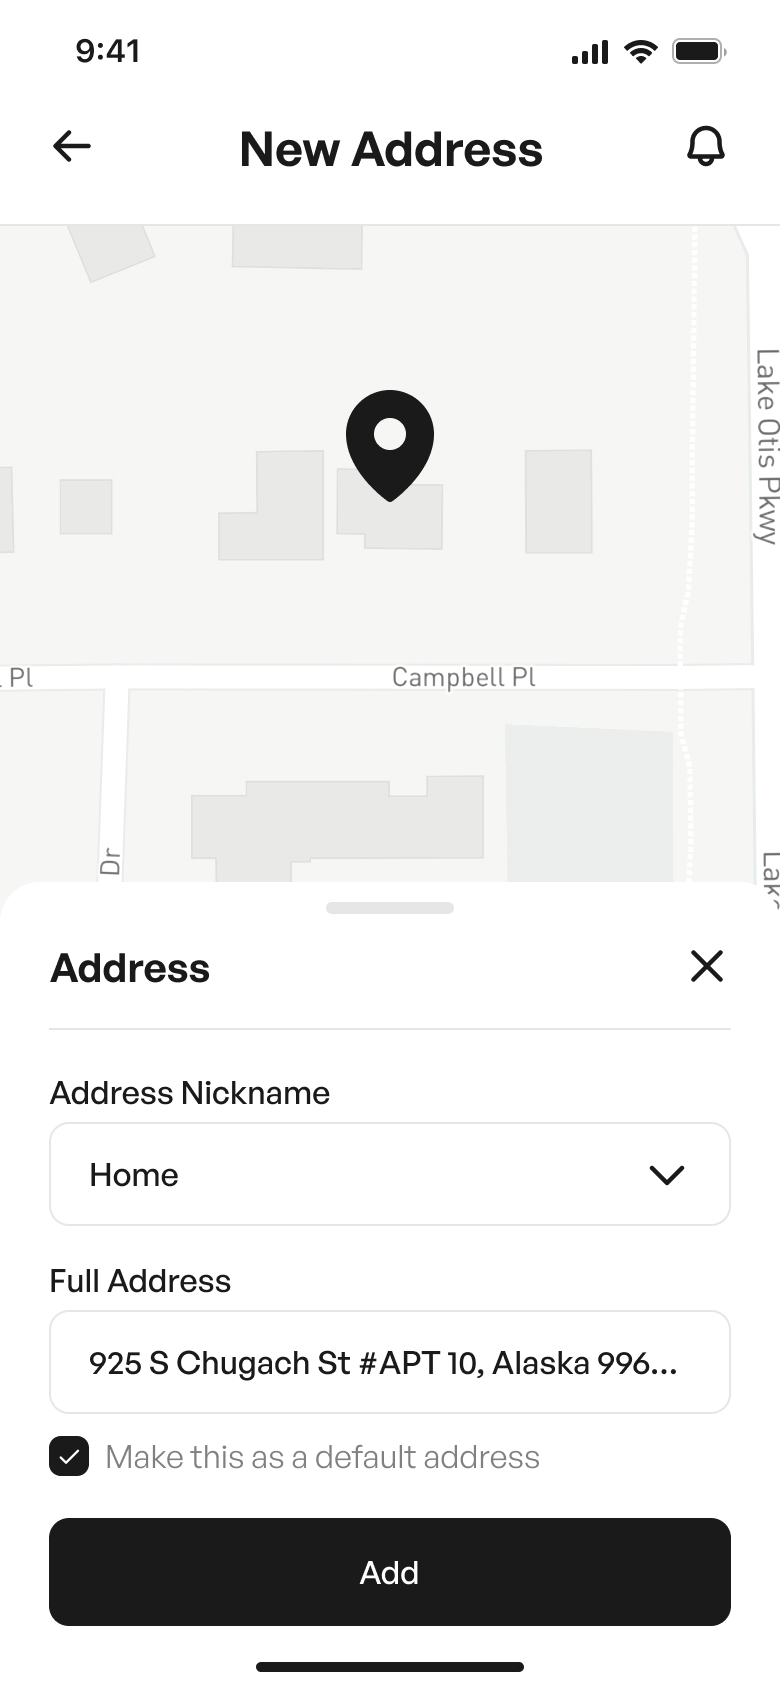 9:41
New Address
Lake Otis Pkwy
Pl
Campbell Pl
Dr
Address
Address Nickname
Home
Full Address
925 S Chugach St #APT 10, Alaska 996...
Make this as a default address
Add